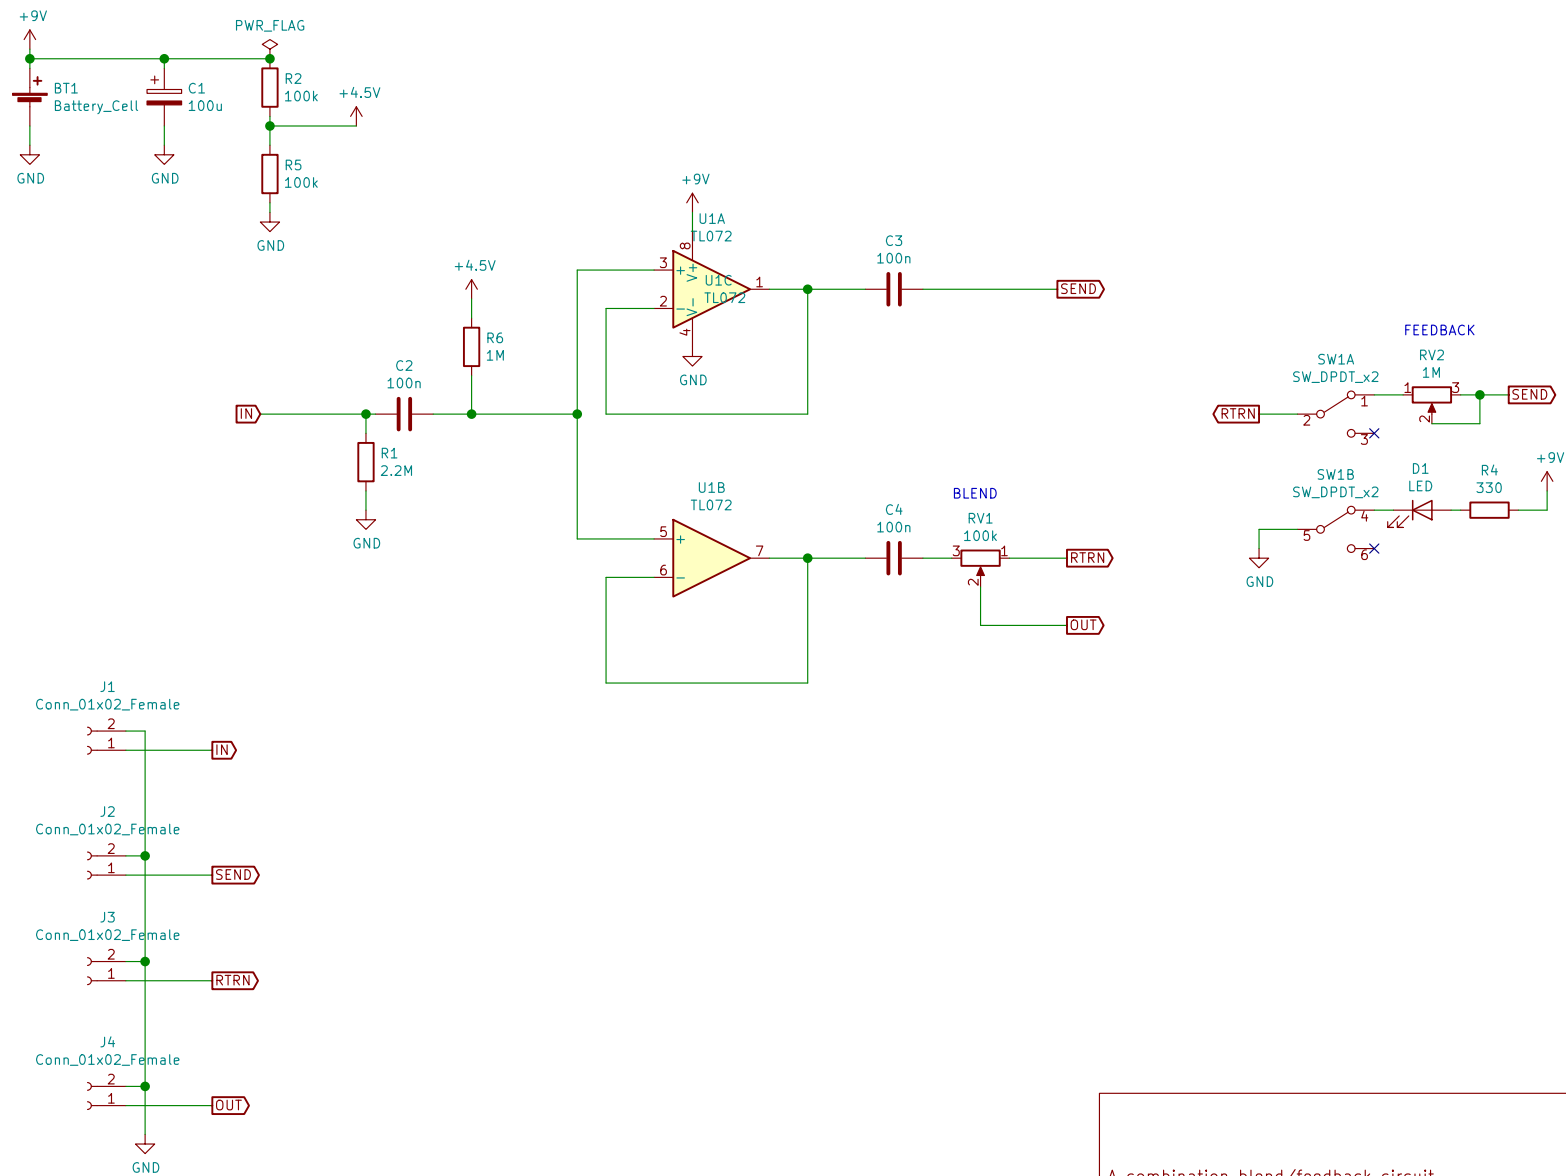 +9V
PWR_FLAG
BT1
Battery_Cell
+
C1
100u
+
R2
100k
+4.5V
R5
100k
GND
GND
GND
+9V
U1A
TL072
8
V+
3
+
U1C
TL072
1
2
−
V−
4
GND
C3
100n
SEND
+4.5V
R6
1M
C2
100n
IN
R1
2.2M
GND
FEEDBACK
SW1A
SW_DPDT_x2
RV2
1M
1
3
2
RTRN
2
1
3
SEND
+9V
SW1B
SW_DPDT_x2
D1
LED
R4
330
4
5
6
GND
U1B
TL072
5
+
6
−
7
C4
100n
BLEND
RV1
100k
3
1
2
RTRN
OUT
J1
Conn_01x02_Female
2
1
IN
J2
Conn_01x02_Female
2
1
SEND
J3
Conn_01x02_Female
2
1
RTRN
J4
Conn_01x02_Female
2
1
OUT
GND
A combination blend/feedback circuit